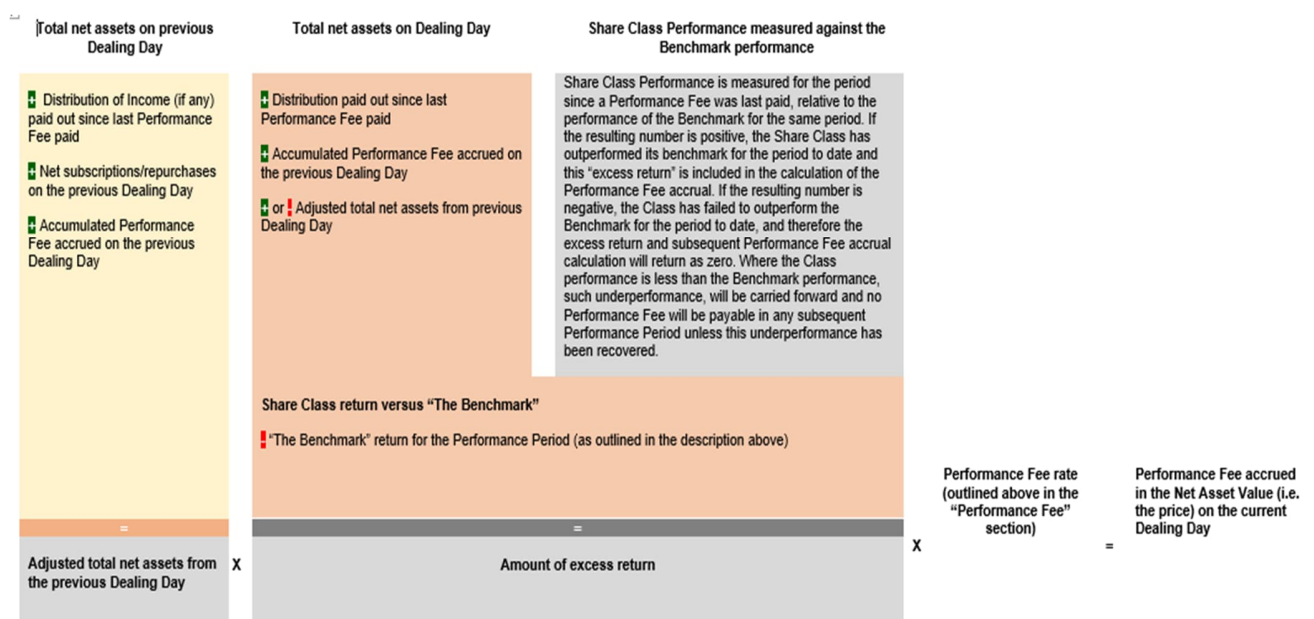 Total net assets on previous
Dealing Day
+ Distribution of Income (if any)
paid out since last Performance
Fee paid
+ Net subscriptions/repurchases
on the previous Dealing Day
+ Accumulated Performance
Fee accrued on the previous
Dealing Day
=
Adjusted total net assets from
the previous Dealing Day
X
Total net assets on Dealing Day
+ Distribution paid out since last
Performance Fee paid
+ Accumulated Performance Fee accrued on
the previous Dealing Day
+ or ! Adjusted total net assets from previous
Dealing Day
Share Class Performance measured against the
Benchmark performance
Share Class Performance is measured for the period
since a Performance Fee was last paid, relative to the
performance of the Benchmark for the same period. If
the resulting number is positive, the Share Class has
outperformed its benchmark for the period to date and
this “excess return” is included in the calculation of the
Performance Fee accrual. If the resulting number is
negative, the Class has failed to outperform the
Benchmark for the period to date, and therefore the
excess return and subsequent Performance Fee accrual
calculation will return as zero. Where the Class
performance is less than the Benchmark performance,
such underperformance, will be carried forward and no
Performance Fee will be payable in any subsequent
Performance Period unless this underperformance has
been recovered.
Share Class return versus “The Benchmark”
! “The Benchmark” return for the Performance Period (as outlined in the description above)
=
Amount of excess return
X
Performance Fee rate
(outlined above in the
“Performance Fee”
section)
=
Performance Fee accrued
in the Net Asset Value (i.e.
the price) on the current
Dealing Day